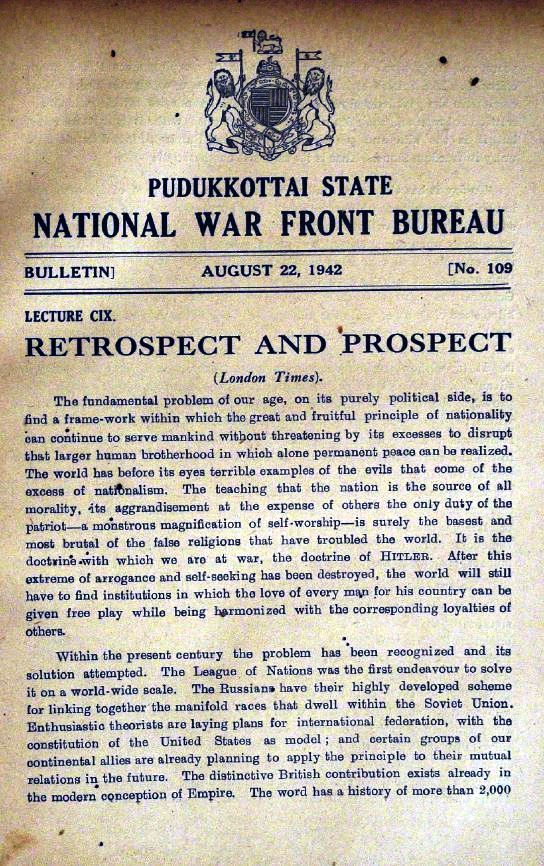 PUDUKKOTTAI STATE
NATIONAL WAR FRONT BUREAU
BULLETIN] AUGUST 22, 1942 [No. 109
LECTURE CIX.
RETROSPECT AND PROSPECT
(London Times).
The fundamental problem of our age, on its purely political side, is to
find a frame-work within which the great and fruitful principle of nationality
can continue to serve mankind without threatening by its excesses to disrupt
that larger human brotherhood in which alone permanent peace can be realized.
The world has before its eyes terrible examples of the evils that come of the
excess of nationalism. The teaching that the nation is the source of all
morality, its aggrandisement at the expense of others the only duty of the
patriot—a monstrous magnification of self-worship—is surely the basest and
most brutal of the false religions that have troubled the world. It is the
doctrine with which we are at war, the doctrine of HITLER. After this
extreme of arrogance and self-seeking has been destroyed, the world will still
have to find institutions in which the love of every man for his country can be
given free play while being harmonized with the corresponding loyalties of
others.
Within the present century the problem has been recognized and its
solution attempted. The League of Nations was the first endeavour to solve
it on a world-wide scale. The Russians have their highly developed scheme
for linking together the manifold races that dwell within the Soviet Union.
Enthusiastic theorists are laying plans for international federation, with the
constitution of the United States as model; and certain groups of our
continental allies are already planning to apply the principle to their mutual
relations in the future. The distinctive British contribution exists already in
the modern conception of Empire. The word has a history of more than 2,000